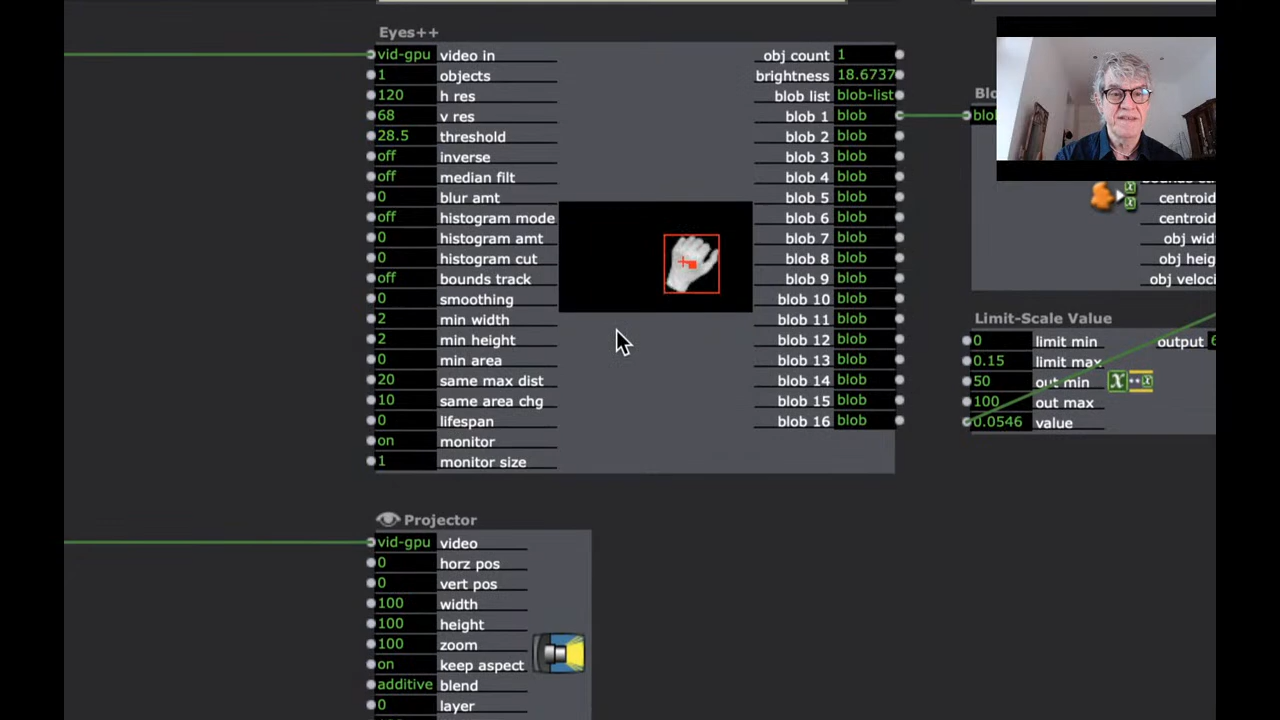 Eyes++
vid-gpu video in
1 objects
120 h res
68 v res
28.5 threshold
off inverse
off median filt
0 blur amt
off histogram mode
0 histogram amt
0 histogram cut
off bounds track
0 smoothing
2 min width
2 min height
0 min area
20 same max dist
10 same area chg
0 lifespan
on monitor
1 monitor size
obj count 1
brightness 18.6737
blob list blob-list
blob 1 blob
blob 2 blob
blob 3 blob
blob 4 blob
blob 5 blob
blob 6 blob
blob 7 blob
blob 8 blob
blob 9 blob
blob 10 blob
blob 11 blob
blob 12 blob
blob 13 blob
blob 14 blob
blob 15 blob
blob 16 blob
centroid
centroid
Limit-Scale Value
0 limit min
0.15 limit max
50 out min
100 out max
0.0546 value
output
Projector
vid-gpu video
0 horz pos
0 vert pos
100 width
100 height
100 zoom
on keep aspect
additive blend
0 layer